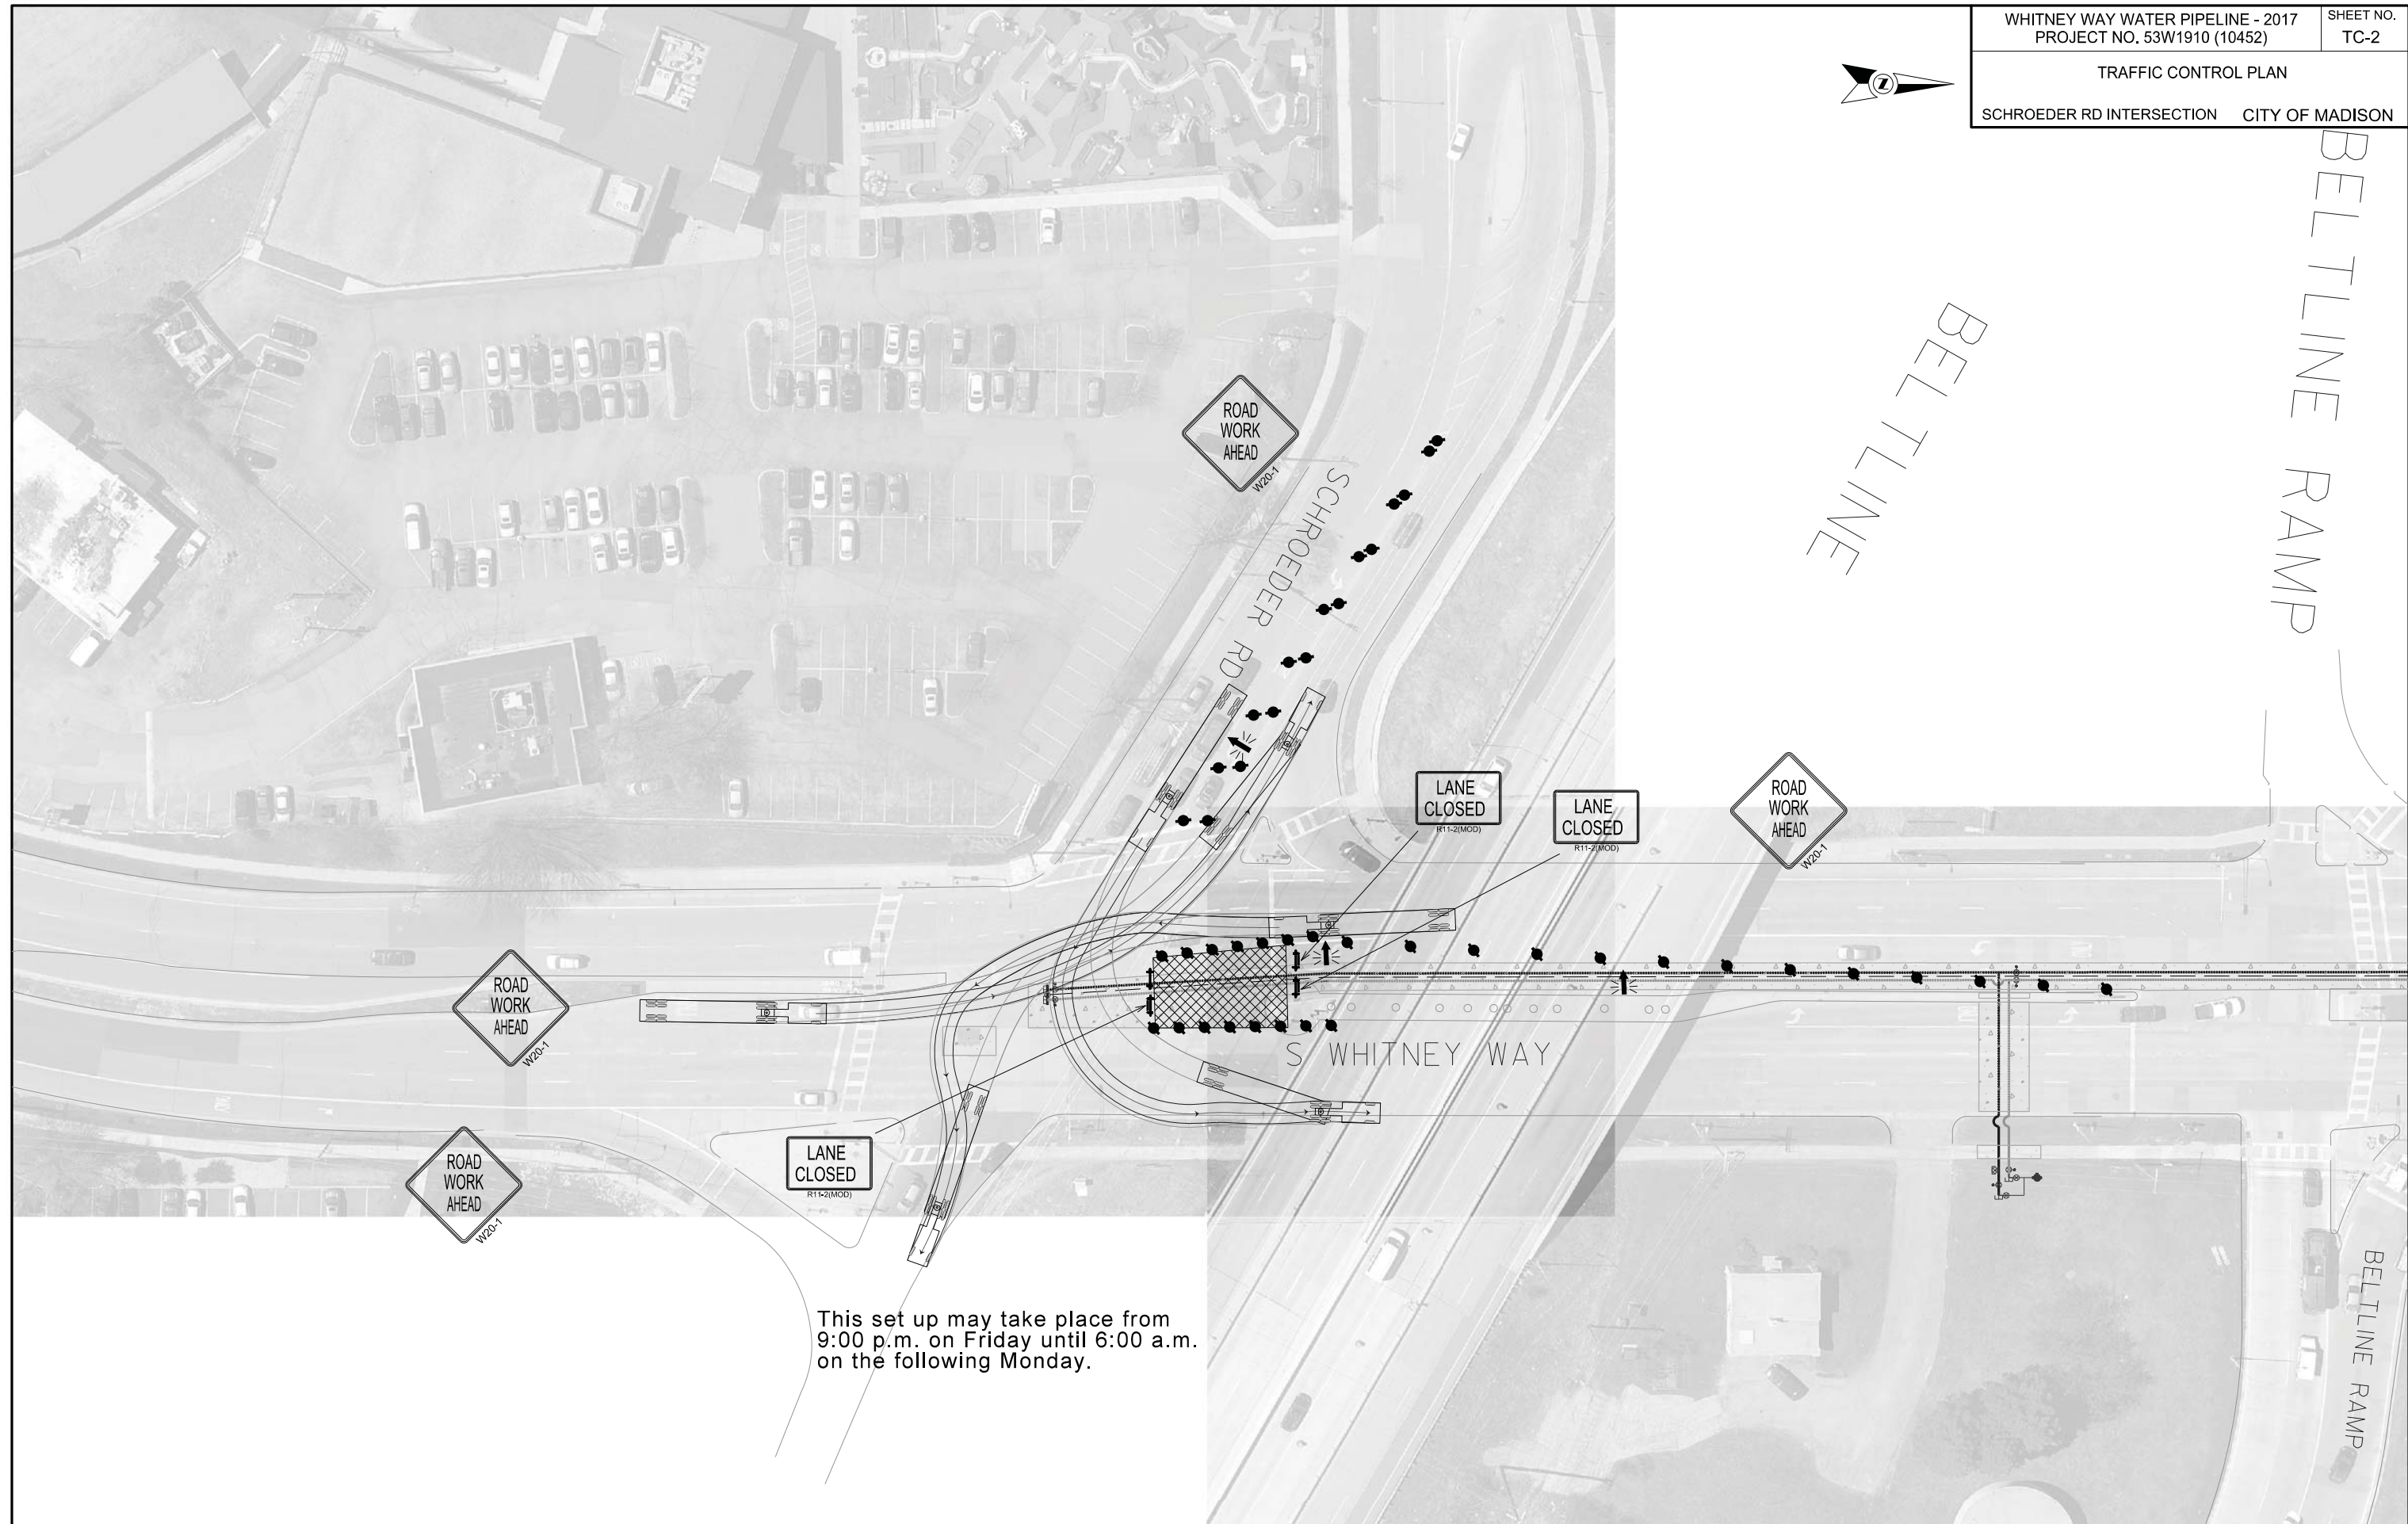 WHITNEY WAY WATER PIPELINE - 2017
PROJECT NO. 53W1910 (10452)
SHEET NO.
TC-2
TRAFFIC CONTROL PLAN
SCHROEDER RD INTERSECTION CITY OF MADISON
Z
BELTLINE RAMP
BELTLINE
ROAD
WORK
AHEAD
W20-1
SCHROEDER RD
LANE
CLOSED
R11-2(MOD)
LANE
CLOSED
R11-2(MOD)
ROAD
WORK
AHEAD
W20-1
ROAD
WORK
AHEAD
W20-1
S WHITNEY WAY
ROAD
WORK
AHEAD
W20-1
LANE
CLOSED
R11-2(MOD)
BELTLINE RAMP
This set up may take place from
9:00 p.m. on Friday until 6:00 a.m.
on the following Monday.